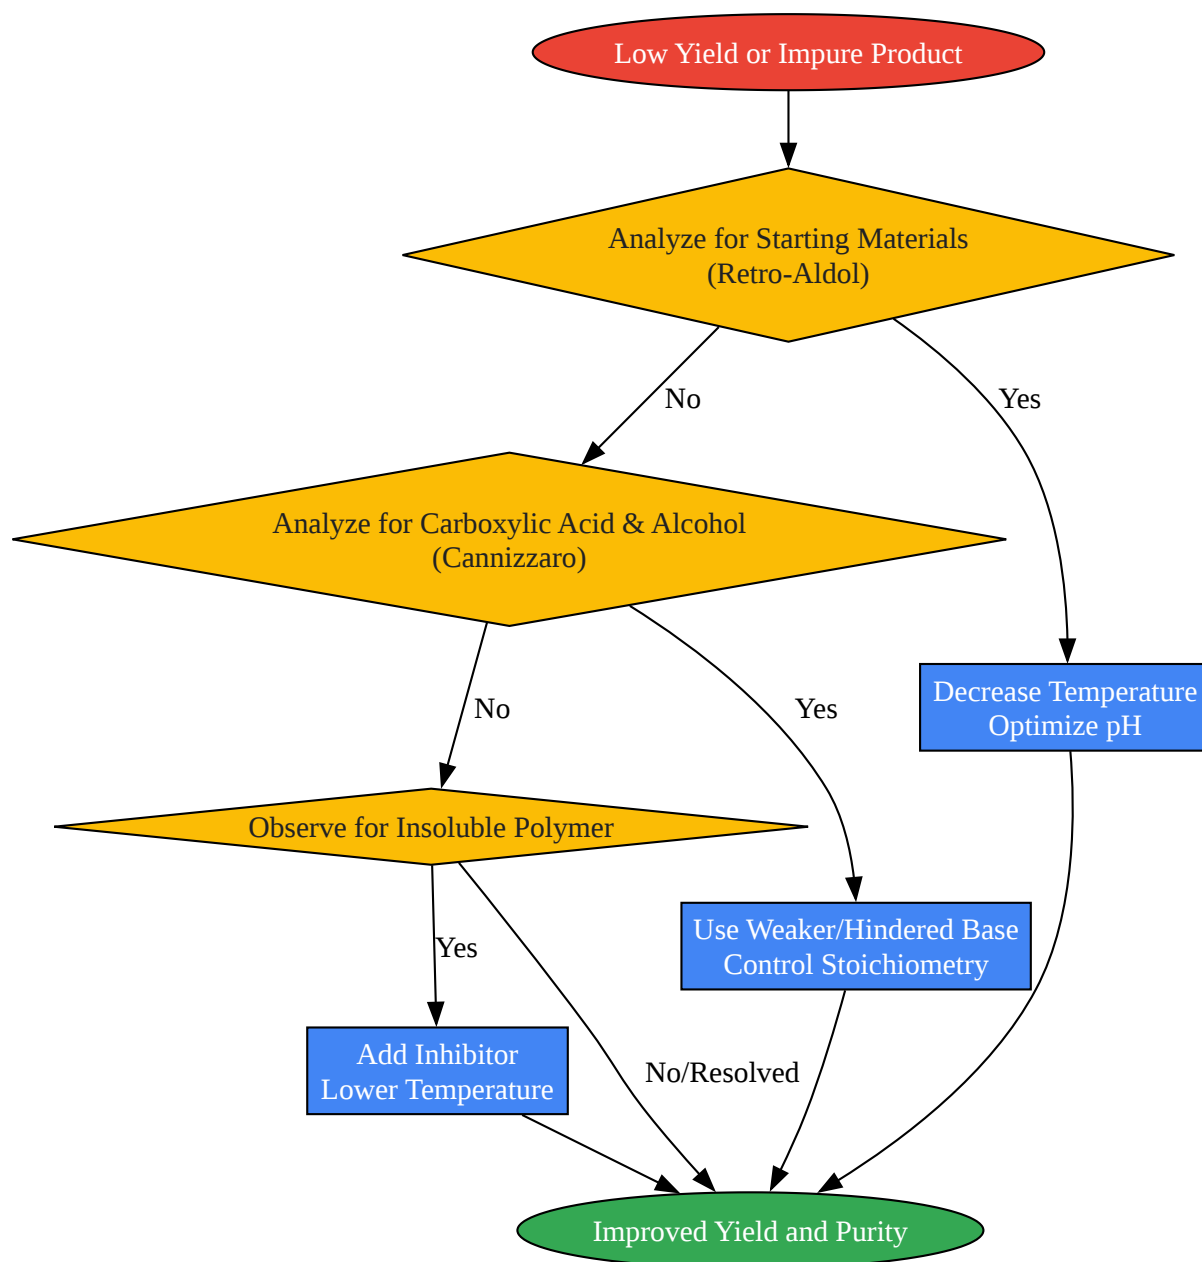 Low Yield or Impure Product
Analyze for Starting Materials
(Retro-Aldol)
No
Yes
Analyze for Carboxylic Acid & Alcohol
(Cannizzaro)
No
Yes
Decrease Temperature
Optimize pH
Observe for Insoluble Polymer
Yes
Use Weaker/Hindered Base
Control Stoichiometry
Add Inhibitor
Lower Temperature
No/Resolved
Improved Yield and Purity